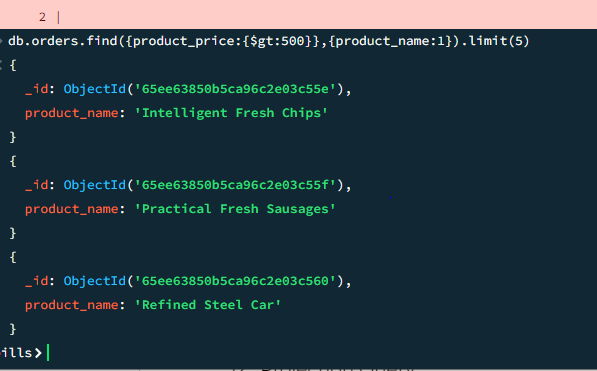 2 |
db.orders.find({product_price:{$gt:500}},{product_name:1}).limit(5)
{
_id: ObjectId('65ee63850b5ca96c2e03c55e'),
product_name: 'Intelligent Fresh Chips'
}
{
_id: ObjectId('65ee63850b5ca96c2e03c55f'),
product_name: 'Practical Fresh Sausages'
}
{
_id: ObjectId('65ee63850b5ca96c2e03c560'),
product_name: 'Refined Steel Car'
}
ills>